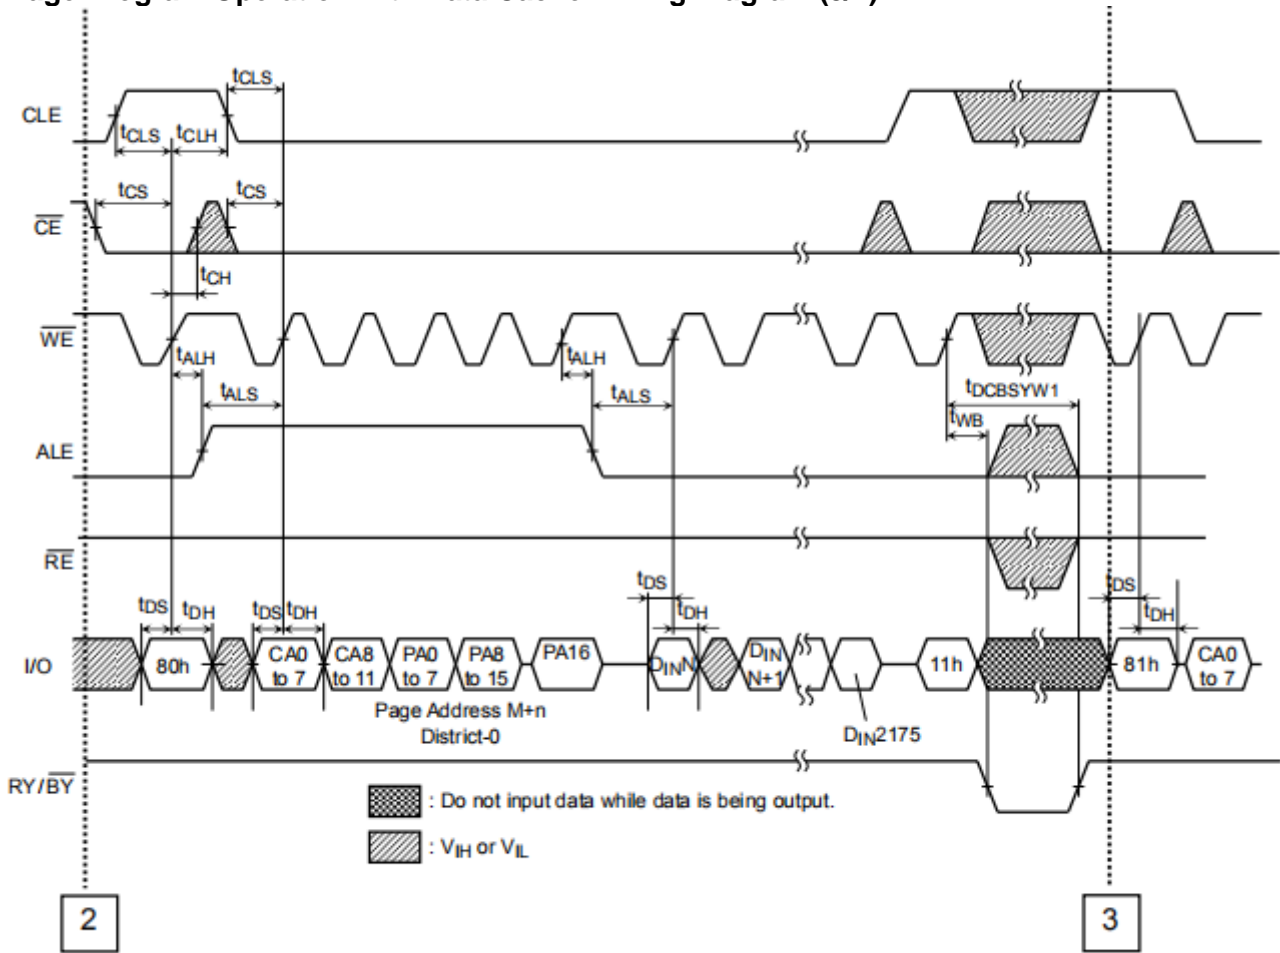 tCLS
CLE
tCLS tCLH
tCS tCS
CE
tCH
WE
tALH tALH
tALS tALS
tDCBSYW1
tWB
ALE
RE
tDS tDS
tDS tDH tDS tDH tDH tDH
I/O 80h CA0 to 7 CA8 to 11 PA0 to 7 PA8 to 15 PA16 DINN DIN N+1 11h 81h CA0 to 7
Page Address M+n
District-0
DIN2175
RY/BY
: Do not input data while data is being output.
: VIH or VIL
2 3